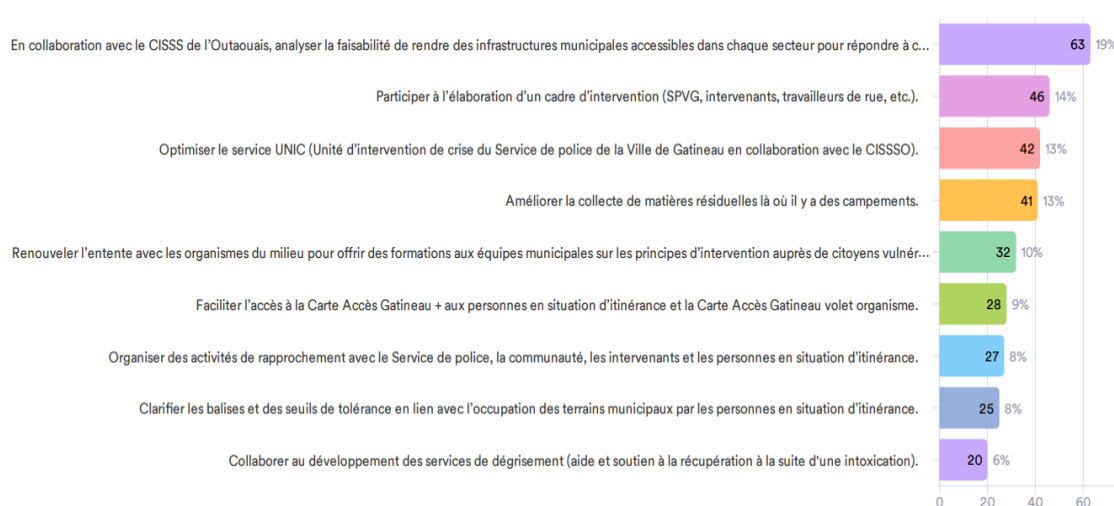 En collaboration avec le CISSS de l’Outaouais, analyser la faisabilité de rendre des infrastructures municipales accessibles dans chaque secteur pour répondre à c... 63 19%
Participer à l’élaboration d’un cadre d’intervention (SPVG, intervenants, travailleurs de rue, etc.). 46 14%
Optimiser le service UNIC (Unité d’intervention de crise du Service de police de la Ville de Gatineau en collaboration avec le CISSSO). 42 13%
Améliorer la collecte de matières résiduelles là où il y a des campements. 41 13%
Renouveler l’entente avec les organismes du milieu pour offrir des formations aux équipes municipales sur les principes d’intervention auprès de citoyens vulnér... 32 10%
Faciliter l’accès à la Carte Accès Gatineau + aux personnes en situation d’itinérance et la Carte Accès Gatineau volet organisme. 28 9%
Organiser des activités de rapprochement avec le Service de police, la communauté, les intervenants et les personnes en situation d’itinérance. 27 8%
Clarifier les balises et des seuils de tolérance en lien avec l’occupation des terrains municipaux par les personnes en situation d’itinérance. 25 8%
Collaborer au développement des services de dégrisement (aide et soutien à la récupération à la suite d'une intoxication). 20 6%
0 20 40 60